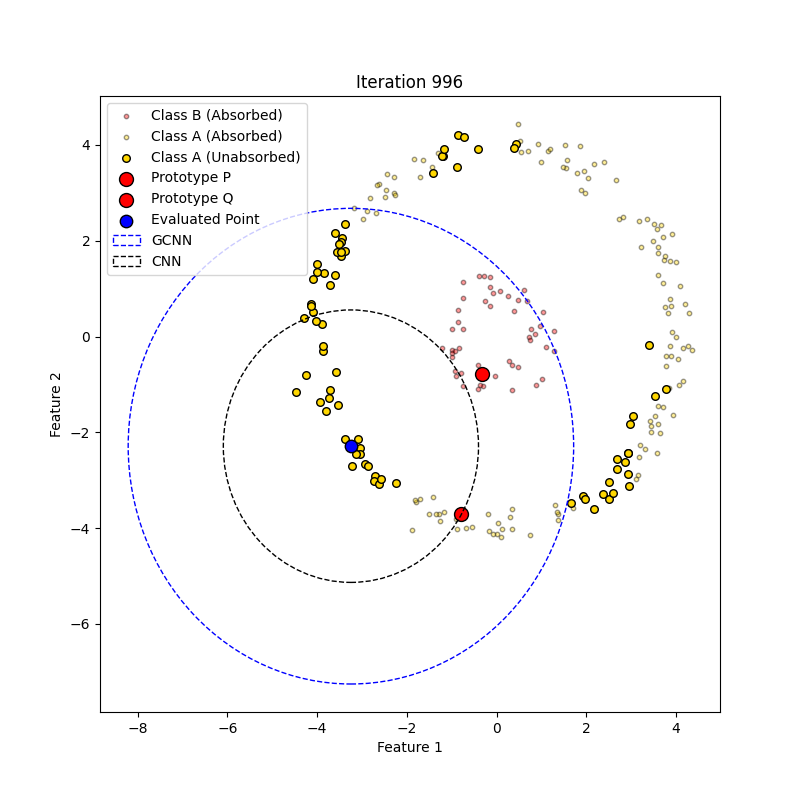 Iteration 996
Class B (Absorbed)
Class A (Absorbed)
Class A (Unabsorbed)
Prototype P
Prototype Q
Evaluated Point
GCNN
CNN
4
2
0
−2
−4
−6
Feature 2
−8 −6 −4 −2 0 2 4
Feature 1